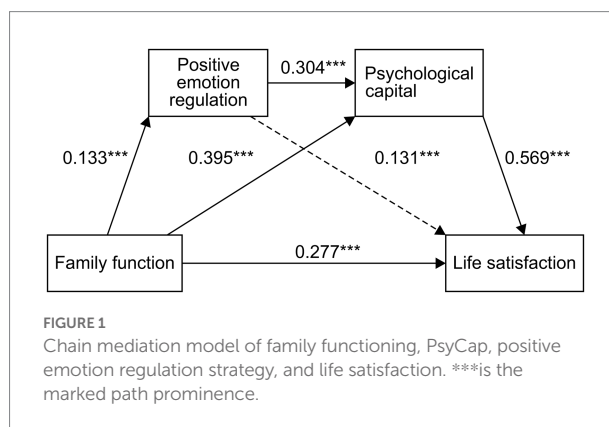 Positive
emotion
regulation
0.304***
Psychological
capital
0.133***
0.395***
0.131***
0.569***
Family function
0.277***
Life satisfaction
FIGURE 1
Chain mediation model of family functioning, PsyCap, positive
emotion regulation strategy, and life satisfaction. ***is the
marked path prominence.